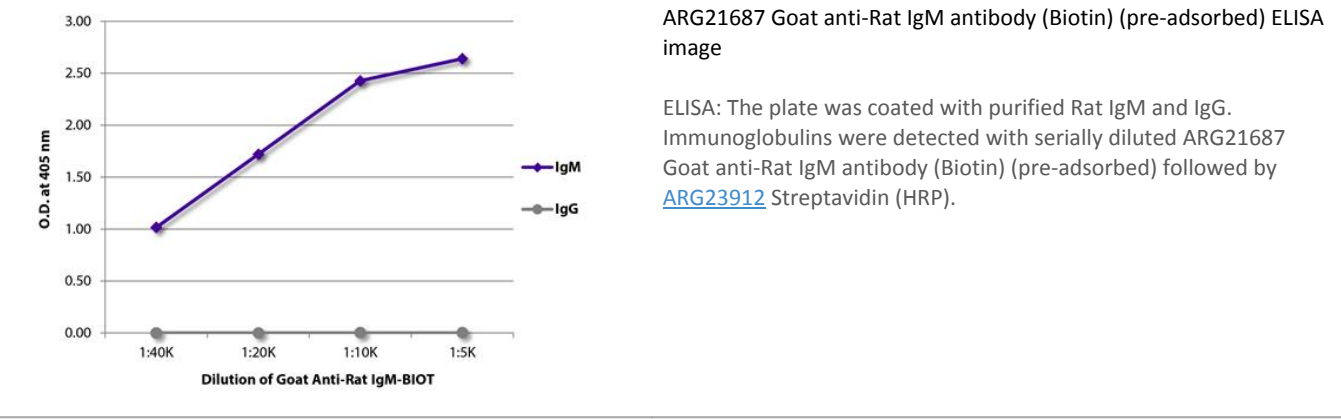 3.00
2.50
2.00
1.50
1.00
0.50
0.00
O.D. at 405 nm
1:40K 1:20K 1:10K 1:5K
Dilution of Goat Anti-Rat IgM-BIOT
IgM
IgG
ARG21687 Goat anti-Rat IgM antibody (Biotin) (pre-adsorbed) ELISA
image
ELISA: The plate was coated with purified Rat IgM and IgG.
Immunoglobulins were detected with serially diluted ARG21687
Goat anti-Rat IgM antibody (Biotin) (pre-adsorbed) followed by
ARG23912 Streptavidin (HRP).